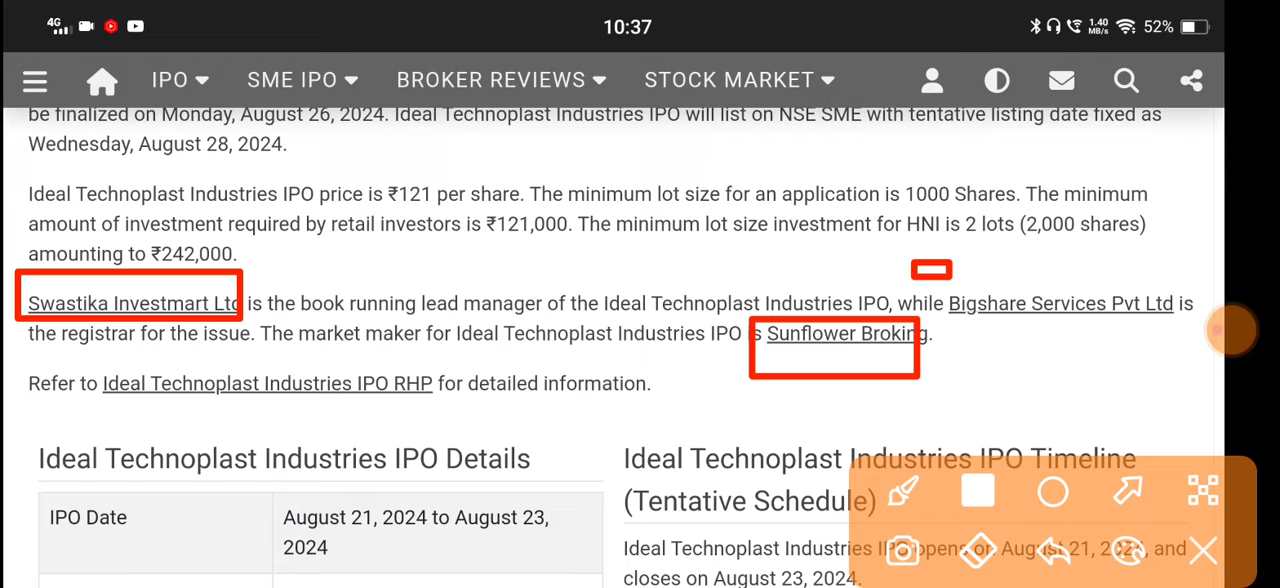 4G 10:37 1.40 MB/s 52%
IPO SME IPO BROKER REVIEWS STOCK MARKET
be finalized on Monday, August 26, 2024. Ideal Technoplast Industries IPO will list on NSE SME with tentative listing date fixed as
Wednesday, August 28, 2024.
Ideal Technoplast Industries IPO price is ₹121 per share. The minimum lot size for an application is 1000 Shares. The minimum
amount of investment required by retail investors is ₹121,000. The minimum lot size investment for HNI is 2 lots (2,000 shares)
amounting to ₹242,000.
Swastika Investmart Ltd is the book running lead manager of the Ideal Technoplast Industries IPO, while Bigshare Services Pvt Ltd is
the registrar for the issue. The market maker for Ideal Technoplast Industries IPO is Sunflower Broking.
Refer to Ideal Technoplast Industries IPO RHP for detailed information.
Ideal Technoplast Industries IPO Details
IPO Date August 21, 2024 to August 23,
2024
Ideal Technoplast Industries IPO Timeline
(Tentative Schedule)
Ideal Technoplast Industries IPO opens on August 21, 2024, and
closes on August 23, 2024.